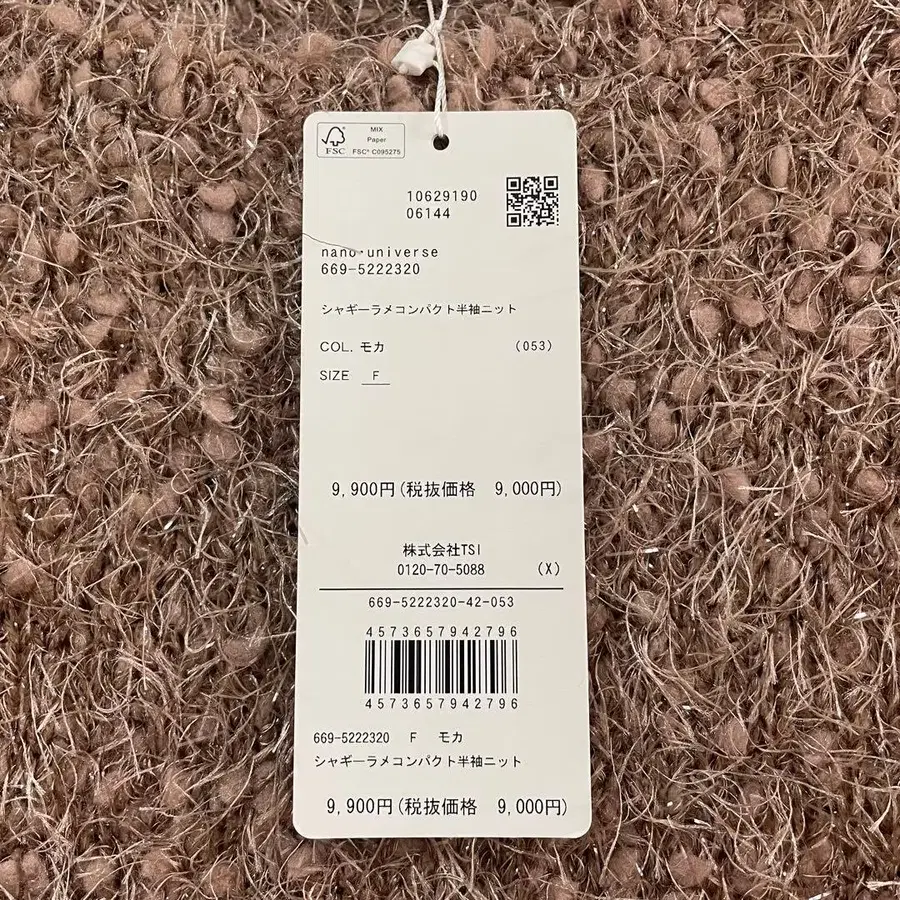 MIX
Paper
FSC
FSC® C095275
10629190
06144
nano・universe
669-5222320
シャギーラメコンパクト半袖ニット
COL. モカ (053)
SIZE F
9,900円(税抜価格 9,000円)
株式会社TSI
0120-70-5088 (X)
669-5222320-42-053
4573657942796
4573657942796
669-5222320 F モカ
シャギーラメコンパクト半袖ニット
9,900円(税抜価格 9,000円)